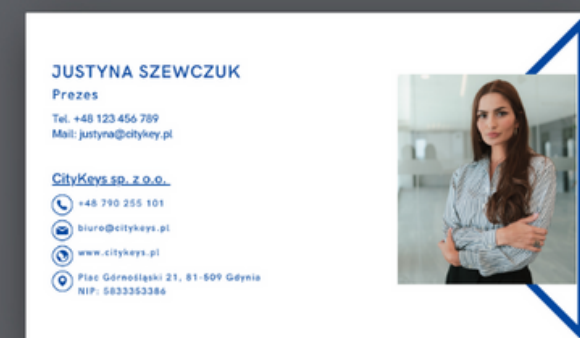 JUSTYNA SZEWCZUK
Prezes
Tel. +48 123 456 789
Mail: justyna@citykey.pl
CityKeys sp. z o.o.
+48 790 255 101
biuro@citykeys.pl
www.citykeys.pl
Plac Górnośląski 21, 81-509 Gdynia
NIP: 5833353386